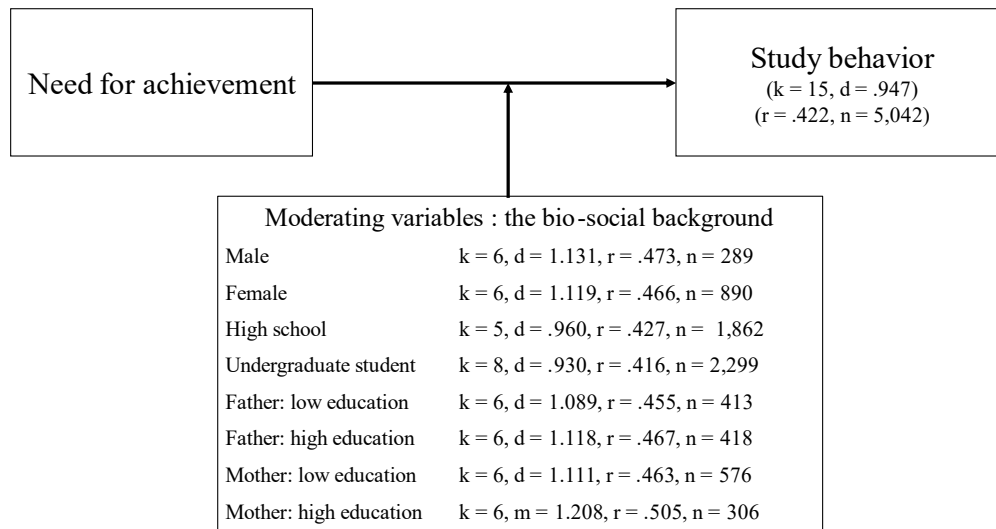 Need for achievement
Study behavior
(k = 15, d = .947)
(r = .422, n = 5,042)
Moderating variables : the bio-social background
Male k = 6, d = 1.131, r = .473, n = 289
Female k = 6, d = 1.119, r = .466, n = 890
High school k = 5, d = .960, r = .427, n = 1,862
Undergraduate student k = 8, d = .930, r = .416, n = 2,299
Father: low education k = 6, d = 1.089, r = .455, n = 413
Father: high education k = 6, d = 1.118, r = .467, n = 418
Mother: low education k = 6, d = 1.111, r = .463, n = 576
Mother: high education k = 6, m = 1.208, r = .505, n = 306